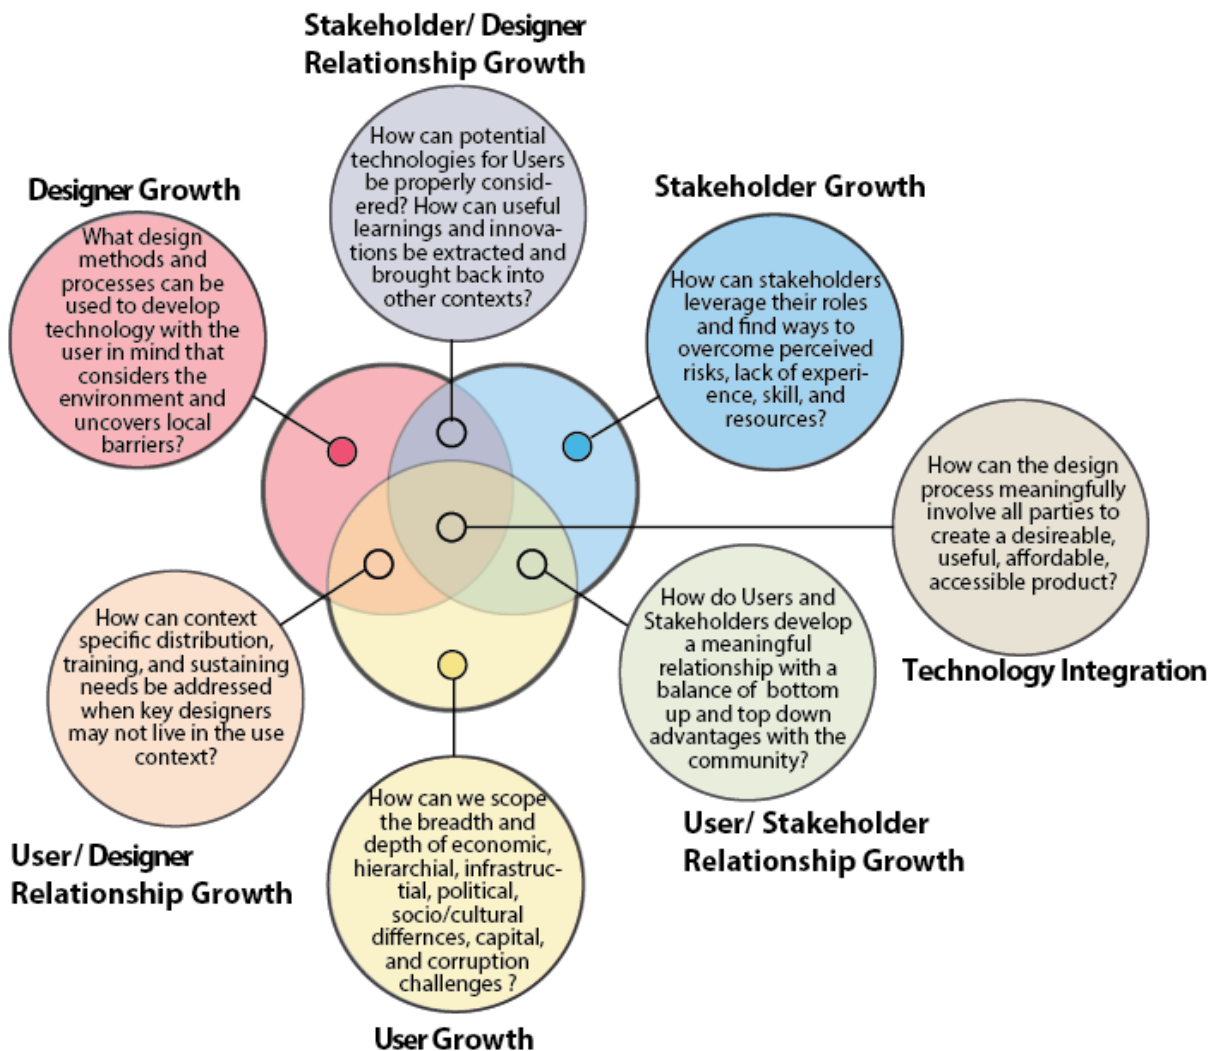 Stakeholder/ Designer
Relationship Growth
How can potential
technologies for Users
be properly consid-
ered? How can useful
learnings and innova-
tions be extracted and
brought back into
other contexts?
Designer Growth
What design
methods and
processes can be
used to develop
technology with the
user in mind that
considers the
environment and
uncovers local
barriers?
Stakeholder Growth
How can stakeholders
leverage their roles
and find ways to
overcome perceived
risks, lack of experi-
ence, skill, and
resources?
How can the design
process meaningfully
involve all parties to
create a desireable,
useful, affordable,
accessible product?
Technology Integration
How can context
specific distribution,
training, and sustaining
needs be addressed
when key designers
may not live in the use
context?
User/ Designer
Relationship Growth
How do Users and
Stakeholders develop
a meaningful
relationship with a
balance of bottom
up and top down
advantages with the
community?
User/ Stakeholder
Relationship Growth
How can we scope
the breadth and
depth of economic,
hierarchial, infrastruc-
tial, political,
socio/cultural
differnces, capital,
and corruption
challenges ?
User Growth